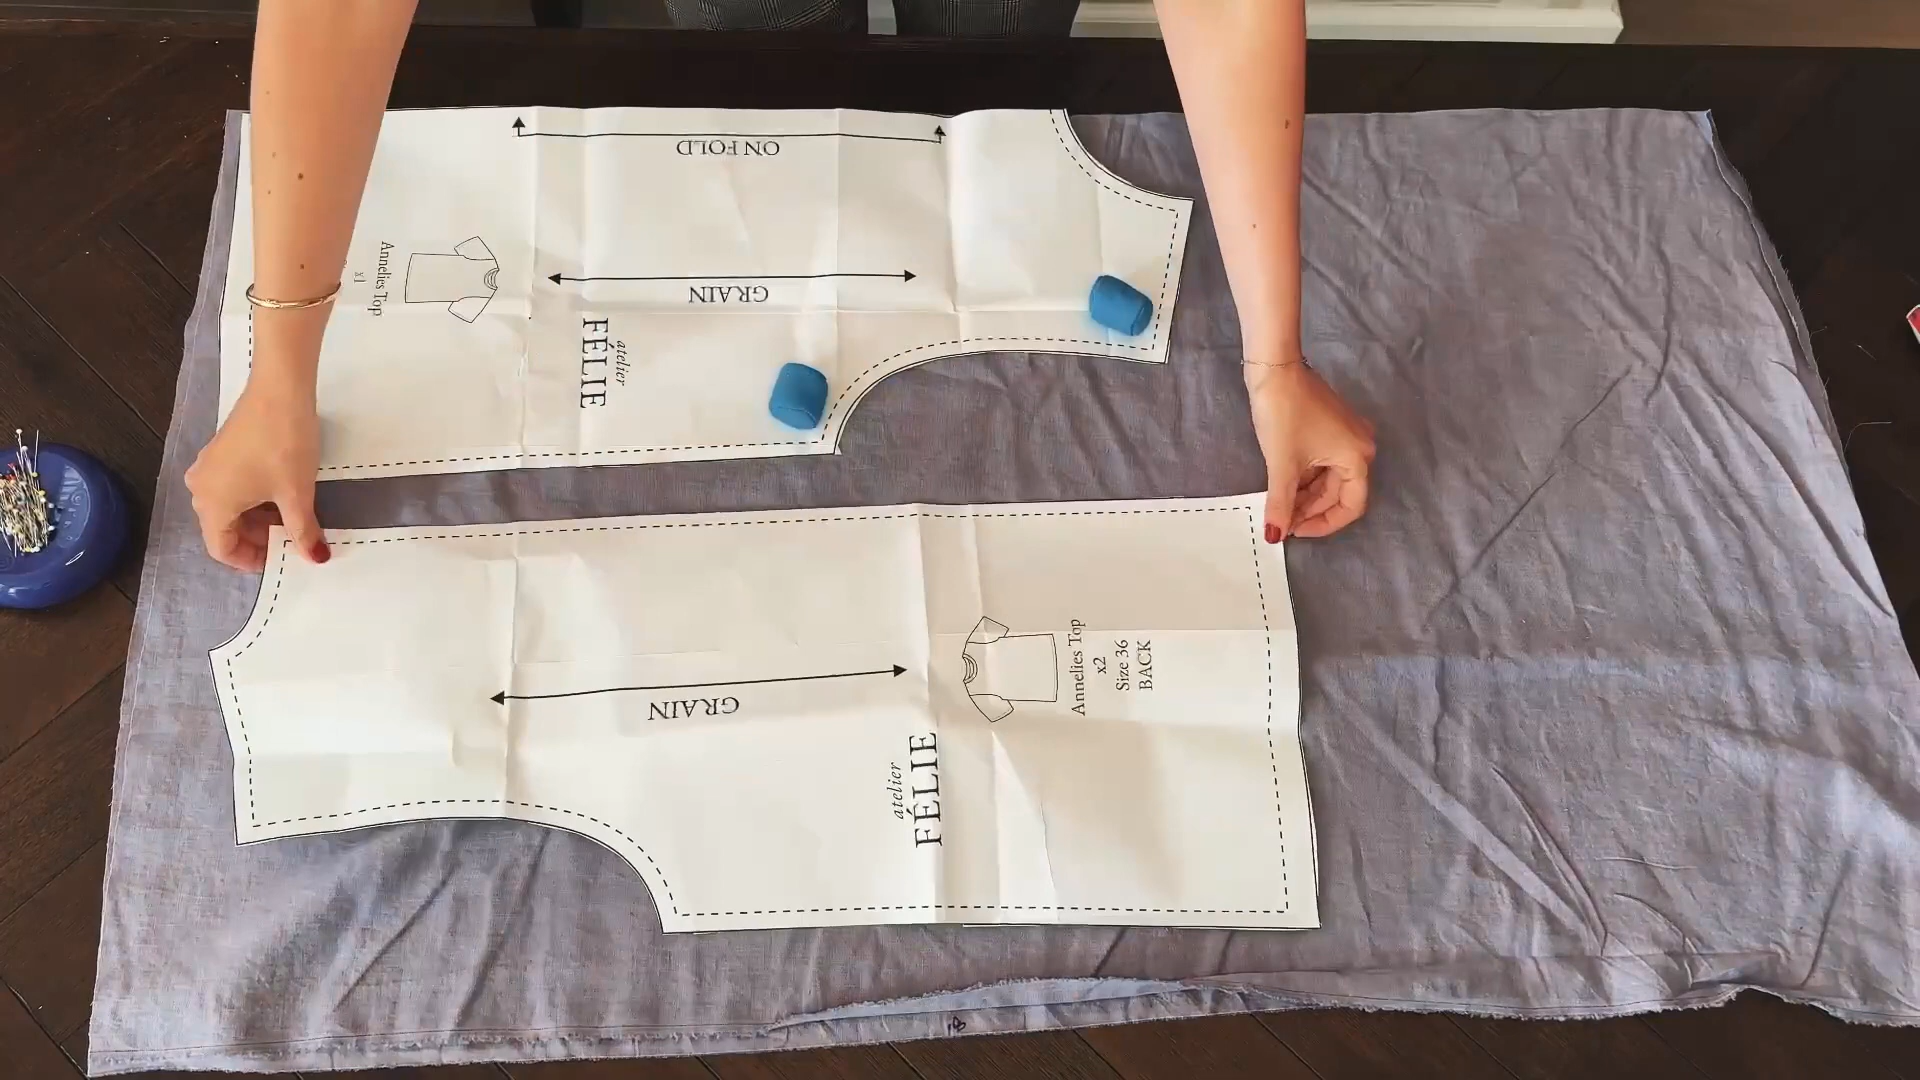 ON FOLD
GRAIN
Annelies Top
x1
atelier
FÉLIE
GRAIN
Annelies Top
x2
Size 36
BACK
atelier
FÉLIE